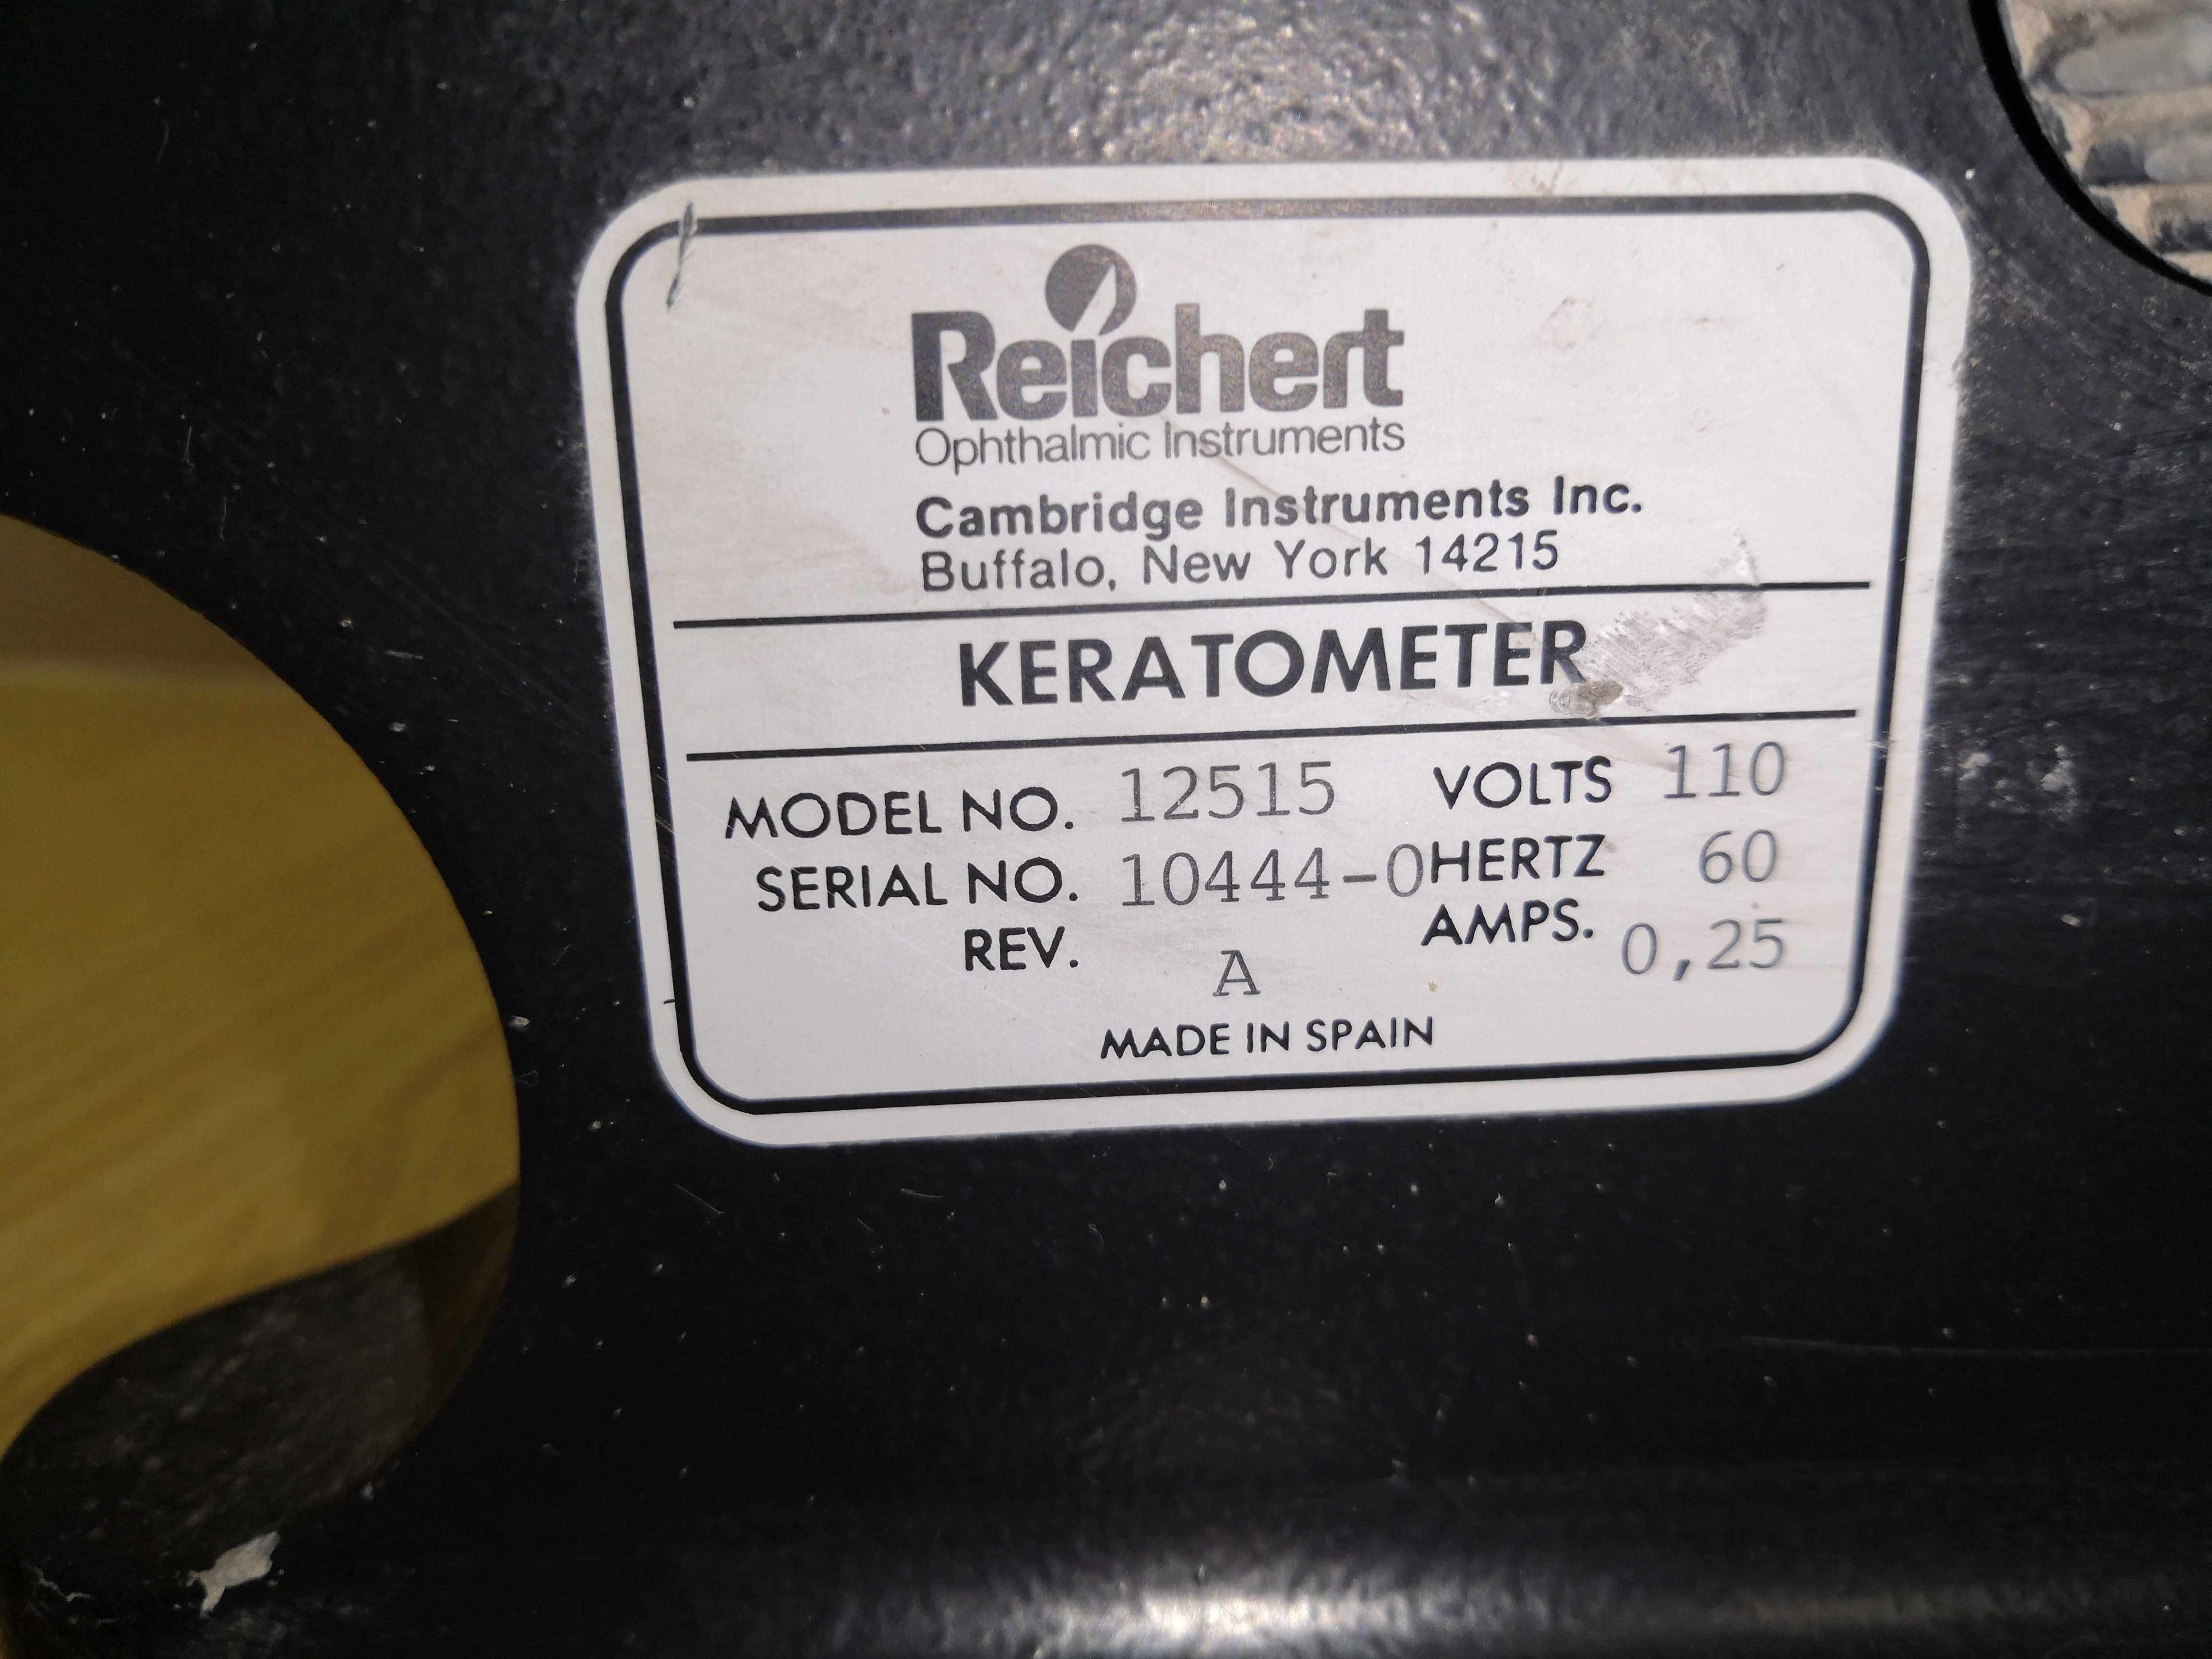 Reichert
Ophthalmic Instruments
Cambridge Instruments Inc.
Buffalo, New York 14215
KERATOMETER
MODEL NO. 12515 VOLTS 110
SERIAL NO. 10444-0 HERTZ 60
REV. A AMPS. 0,25
MADE IN SPAIN